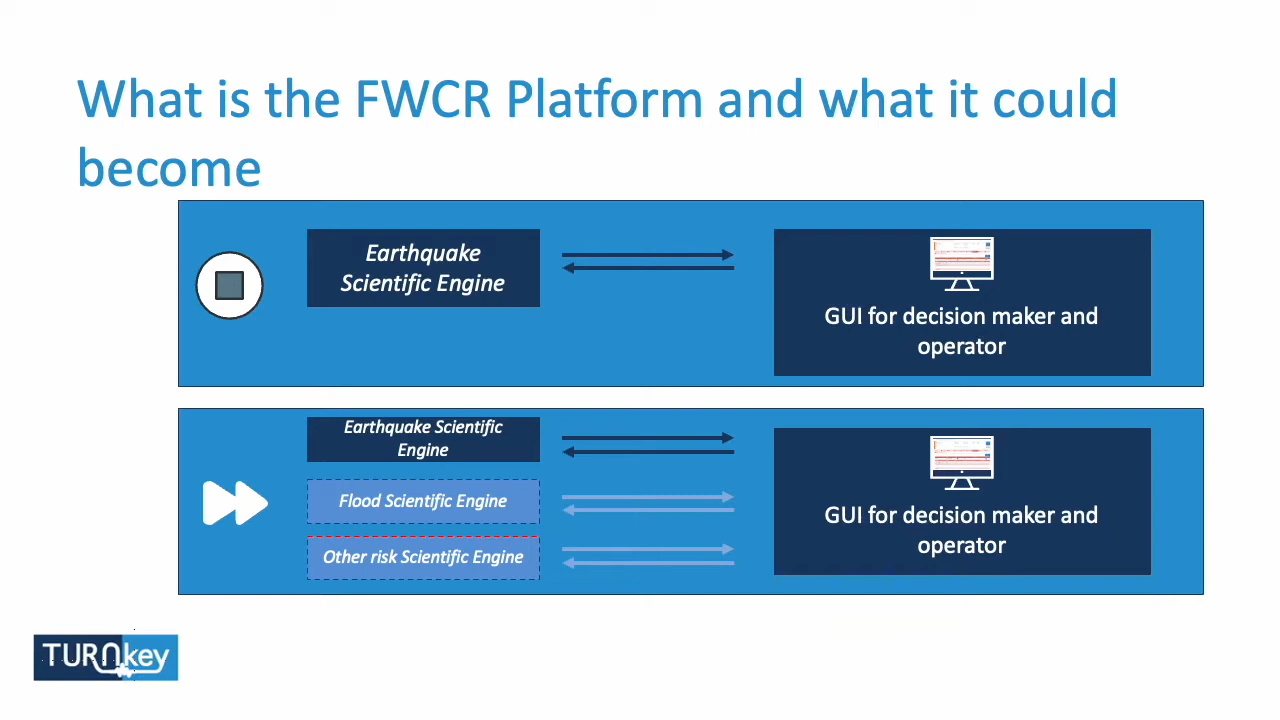 What is the FWCR Platform and what it could
become
Earthquake
Scientific Engine
GUI for decision maker and
operator
Earthquake Scientific
Engine
Flood Scientific Engine
Other risk Scientific Engine
GUI for decision maker and
operator
TURNkey